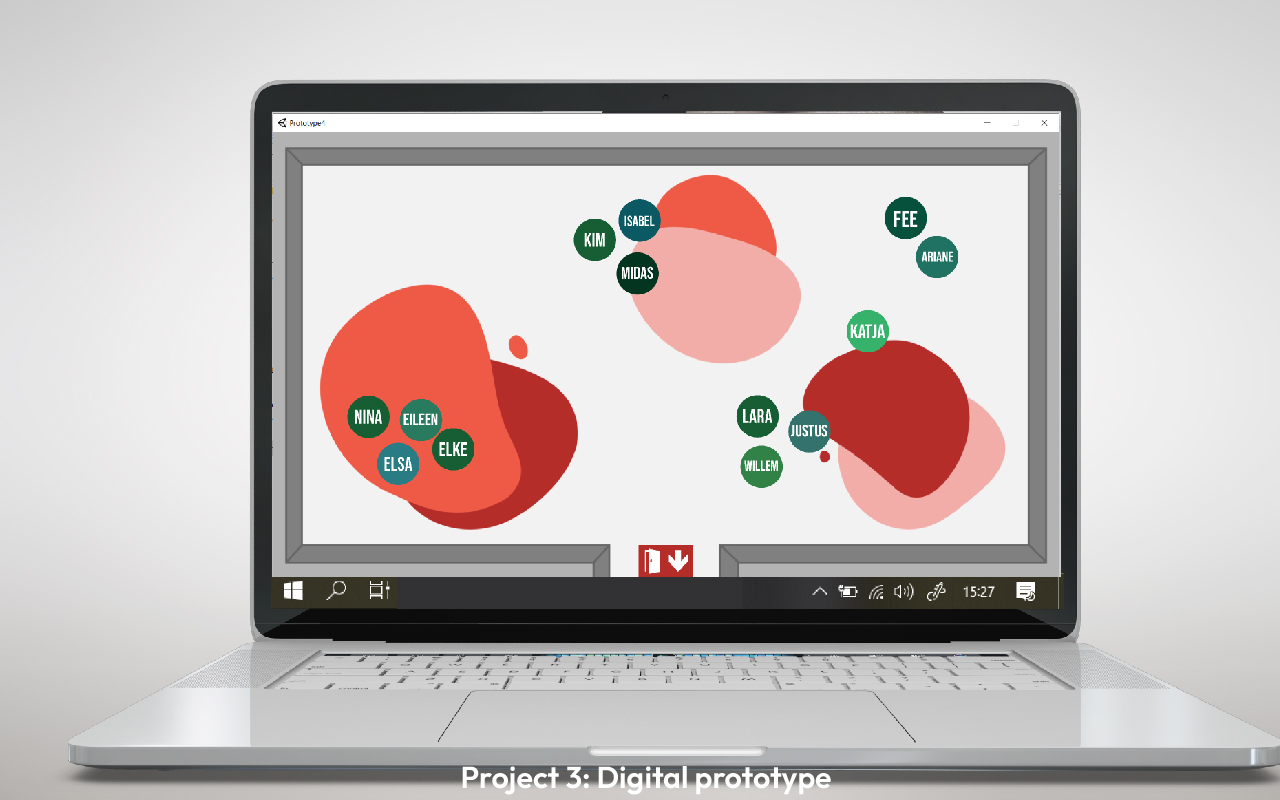 Prototype4
ISABEL
KIM
MIDAS
FEE
ARIANE
KATJA
NINA
EILEEN
ELSA
ELKE
LARA
JUSTUS
WILLEM
15:27
Project 3: Digital prototype